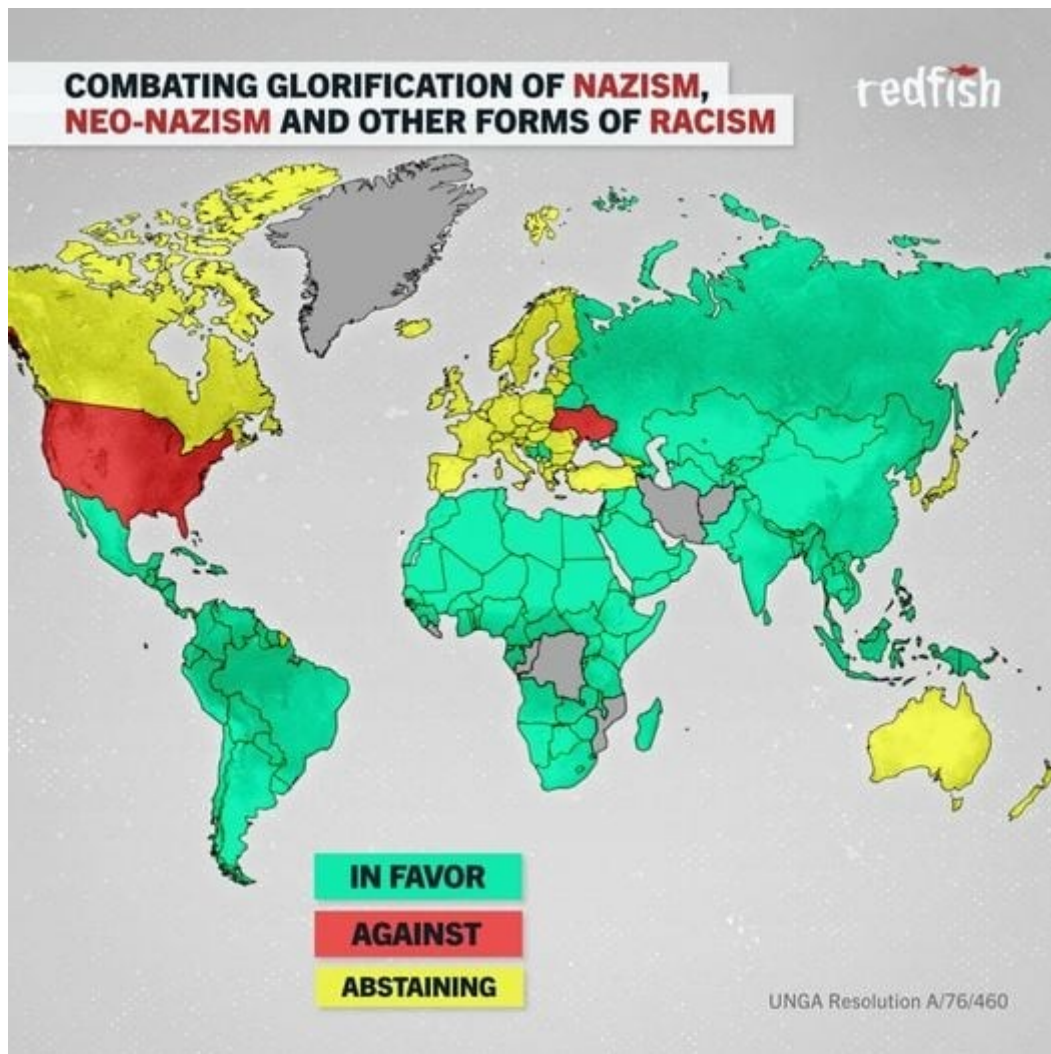 COMBATING GLORIFICATION OF NAZISM,
NEO-NAZISM AND OTHER FORMS OF RACISM
redfish
IN FAVOR
AGAINST
ABSTAINING
UNGA Resolution A/76/460